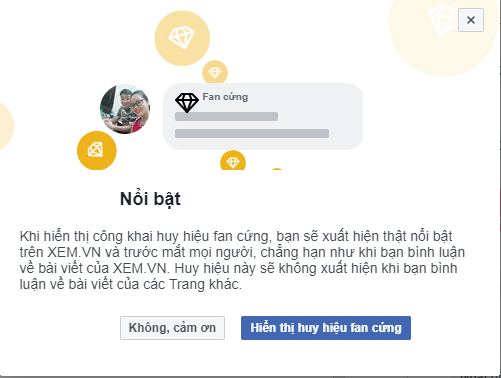 Fan cứng
Nổi bật
Khi hiển thị công khai huy hiệu fan cứng, bạn sẽ xuất hiện thật nổi bật
trên XEM.VN và trước mắt mọi người, chẳng hạn như khi bạn bình luận
về bài viết của XEM.VN. Huy hiệu này sẽ không xuất hiện khi bạn bình
luận về bài viết của các Trang khác.
Không, cảm ơn
Hiển thị huy hiệu fan cứng